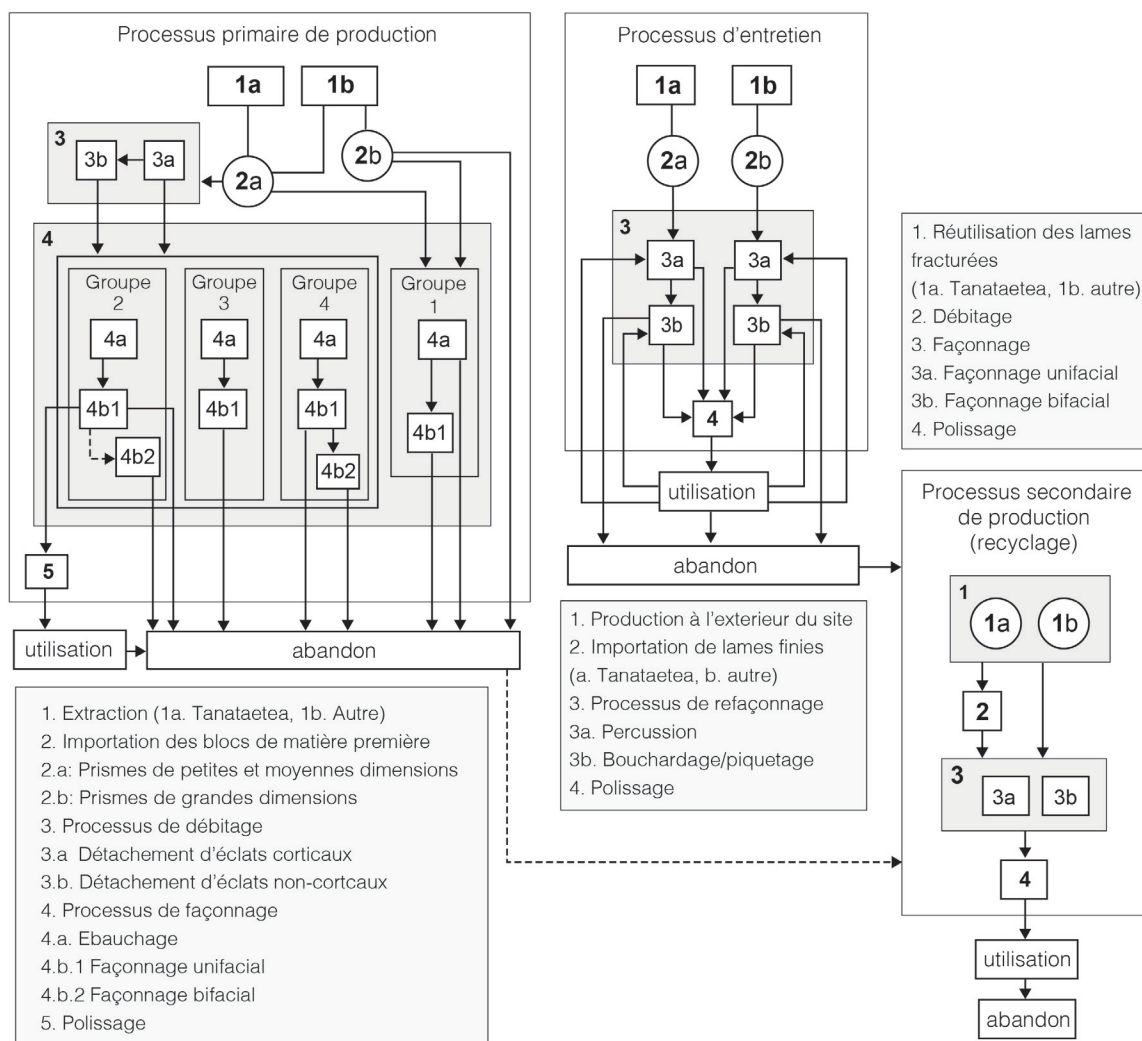 Processus primaire de production
1a
1b
3
3b
3a
2a
2b
4
Groupe
2
4a
4b1
4b2
Groupe
3
4a
4b1
Groupe
4
4a
4b1
4b2
Groupe
1
4a
4b1
5
utilisation
abandon
1. Extraction (1a. Tanataetea, 1b. Autre)
2. Importation des blocs de matière première
2.a: Prismes de petites et moyennes dimensions
2.b: Prismes de grandes dimensions
3. Processus de débitage
3.a Détachement d'éclats corticaux
3.b. Détachement d'éclats non-cortcaux
4. Processus de façonnage
4.a. Ebauchage
4.b.1 Façonnage unifacial
4.b.2 Façonnage bifacial
5. Polissage
Processus d'entretien
1a
1b
2a
2b
3
3a
3a
3b
3b
4
utilisation
abandon
1. Production à l'exterieur du site
2. Importation de lames finies
(a. Tanataetea, b. autre)
3. Processus de refaçonnage
3a. Percussion
3b. Bouchardage/piquetage
4. Polissage
1. Réutilisation des lames
fracturées
(1a. Tanataetea, 1b. autre)
2. Débitage
3. Façonnage
3a. Façonnage unifacial
3b. Façonnage bifacial
4. Polissage
Processus secondaire
de production
(recyclage)
1
1a
1b
2
3
3a
3b
4
utilisation
abandon